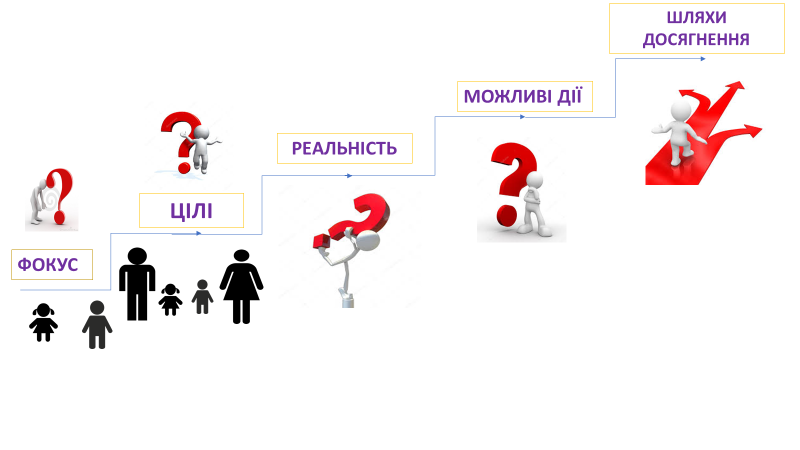 ШЛЯХИ
ДОСЯГНЕННЯ
МОЖЛИВІ ДІЇ
РЕАЛЬНІСТЬ
ЦІЛІ
ФОКУС